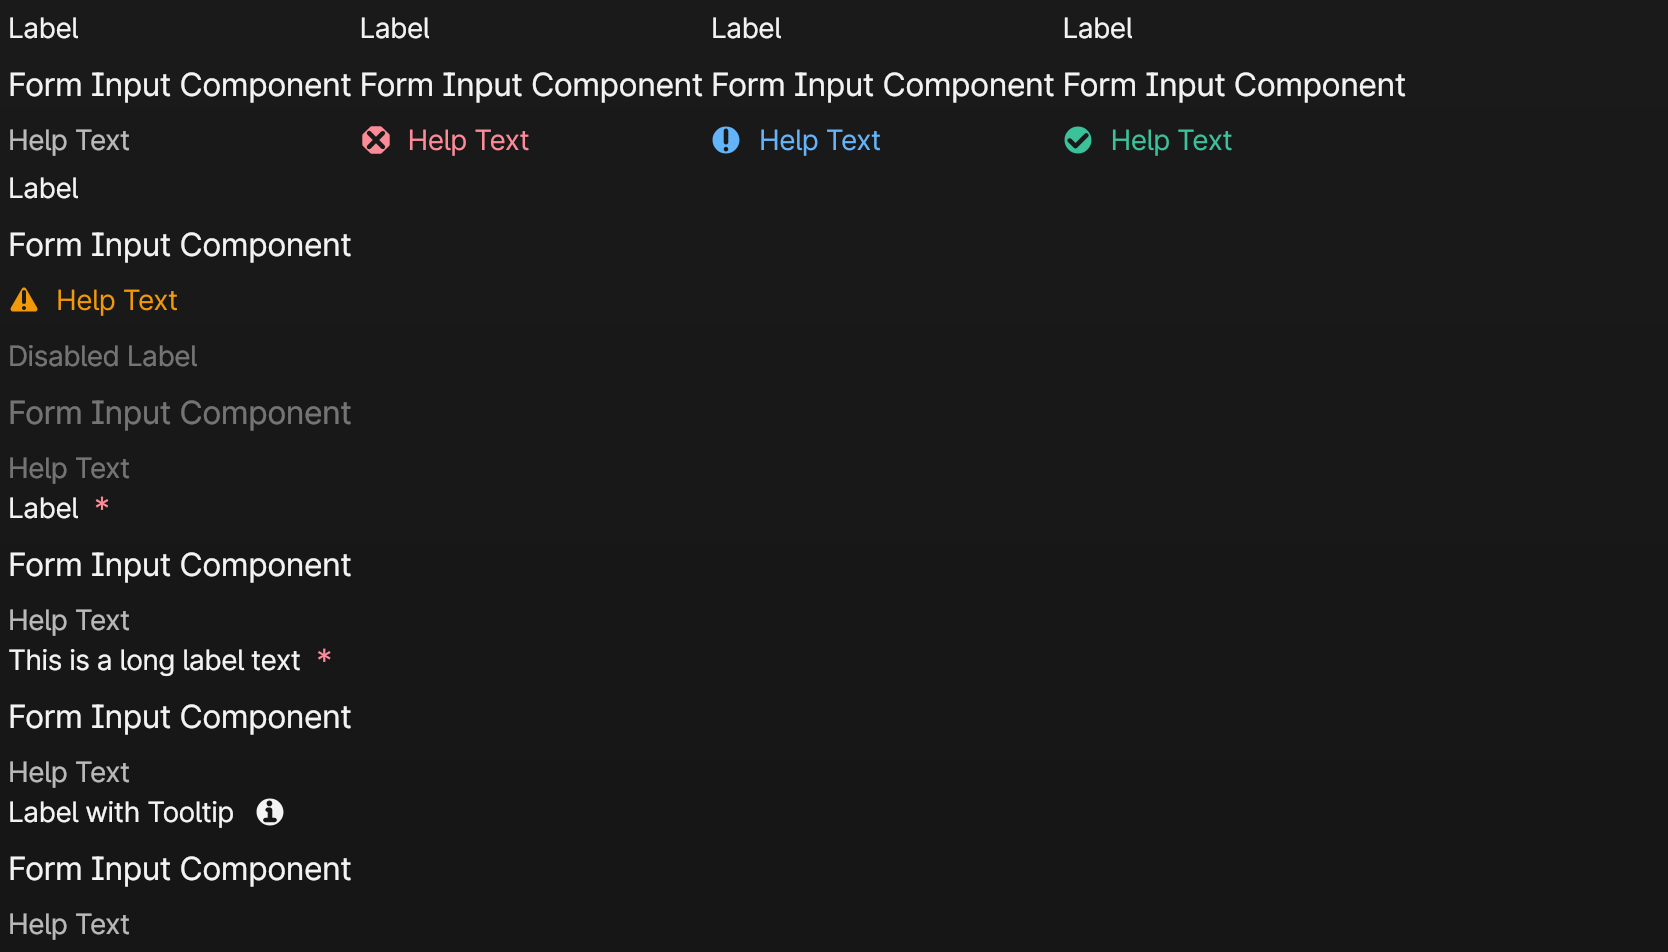 Label Label Label Label
Form Input Component Form Input Component Form Input Component Form Input Component
Help Text Help Text Help Text Help Text
Label
Form Input Component
Help Text
Disabled Label
Form Input Component
Help Text
Label *
Form Input Component
Help Text
This is a long label text *
Form Input Component
Help Text
Label with Tooltip
Form Input Component
Help Text